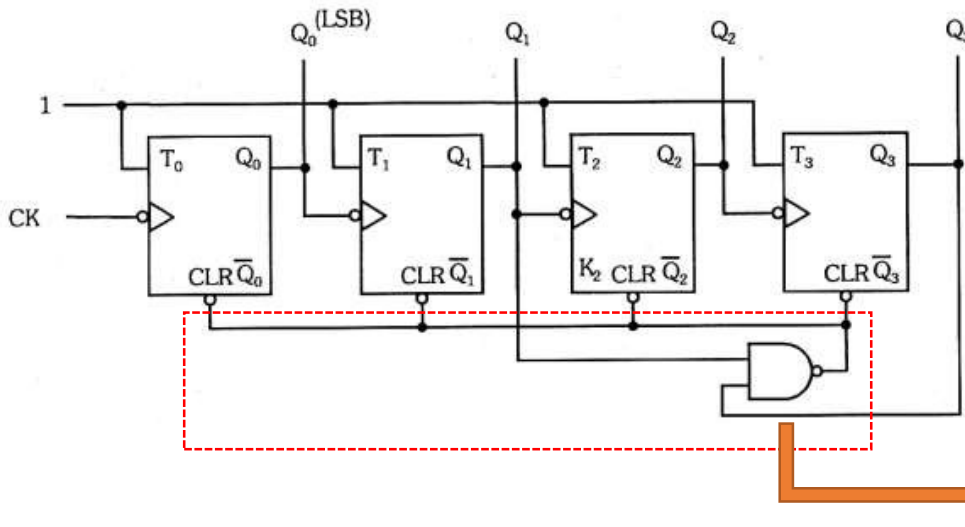 Q₀(LSB) Q₁ Q₂ Q
1
T₀ Q₀ T₁ Q₁ T₂ Q₂ T₃ Q₃
CK
K₂
CLR Q̅₀ CLR Q̅₁ CLR Q̅₂ CLR Q̅₃